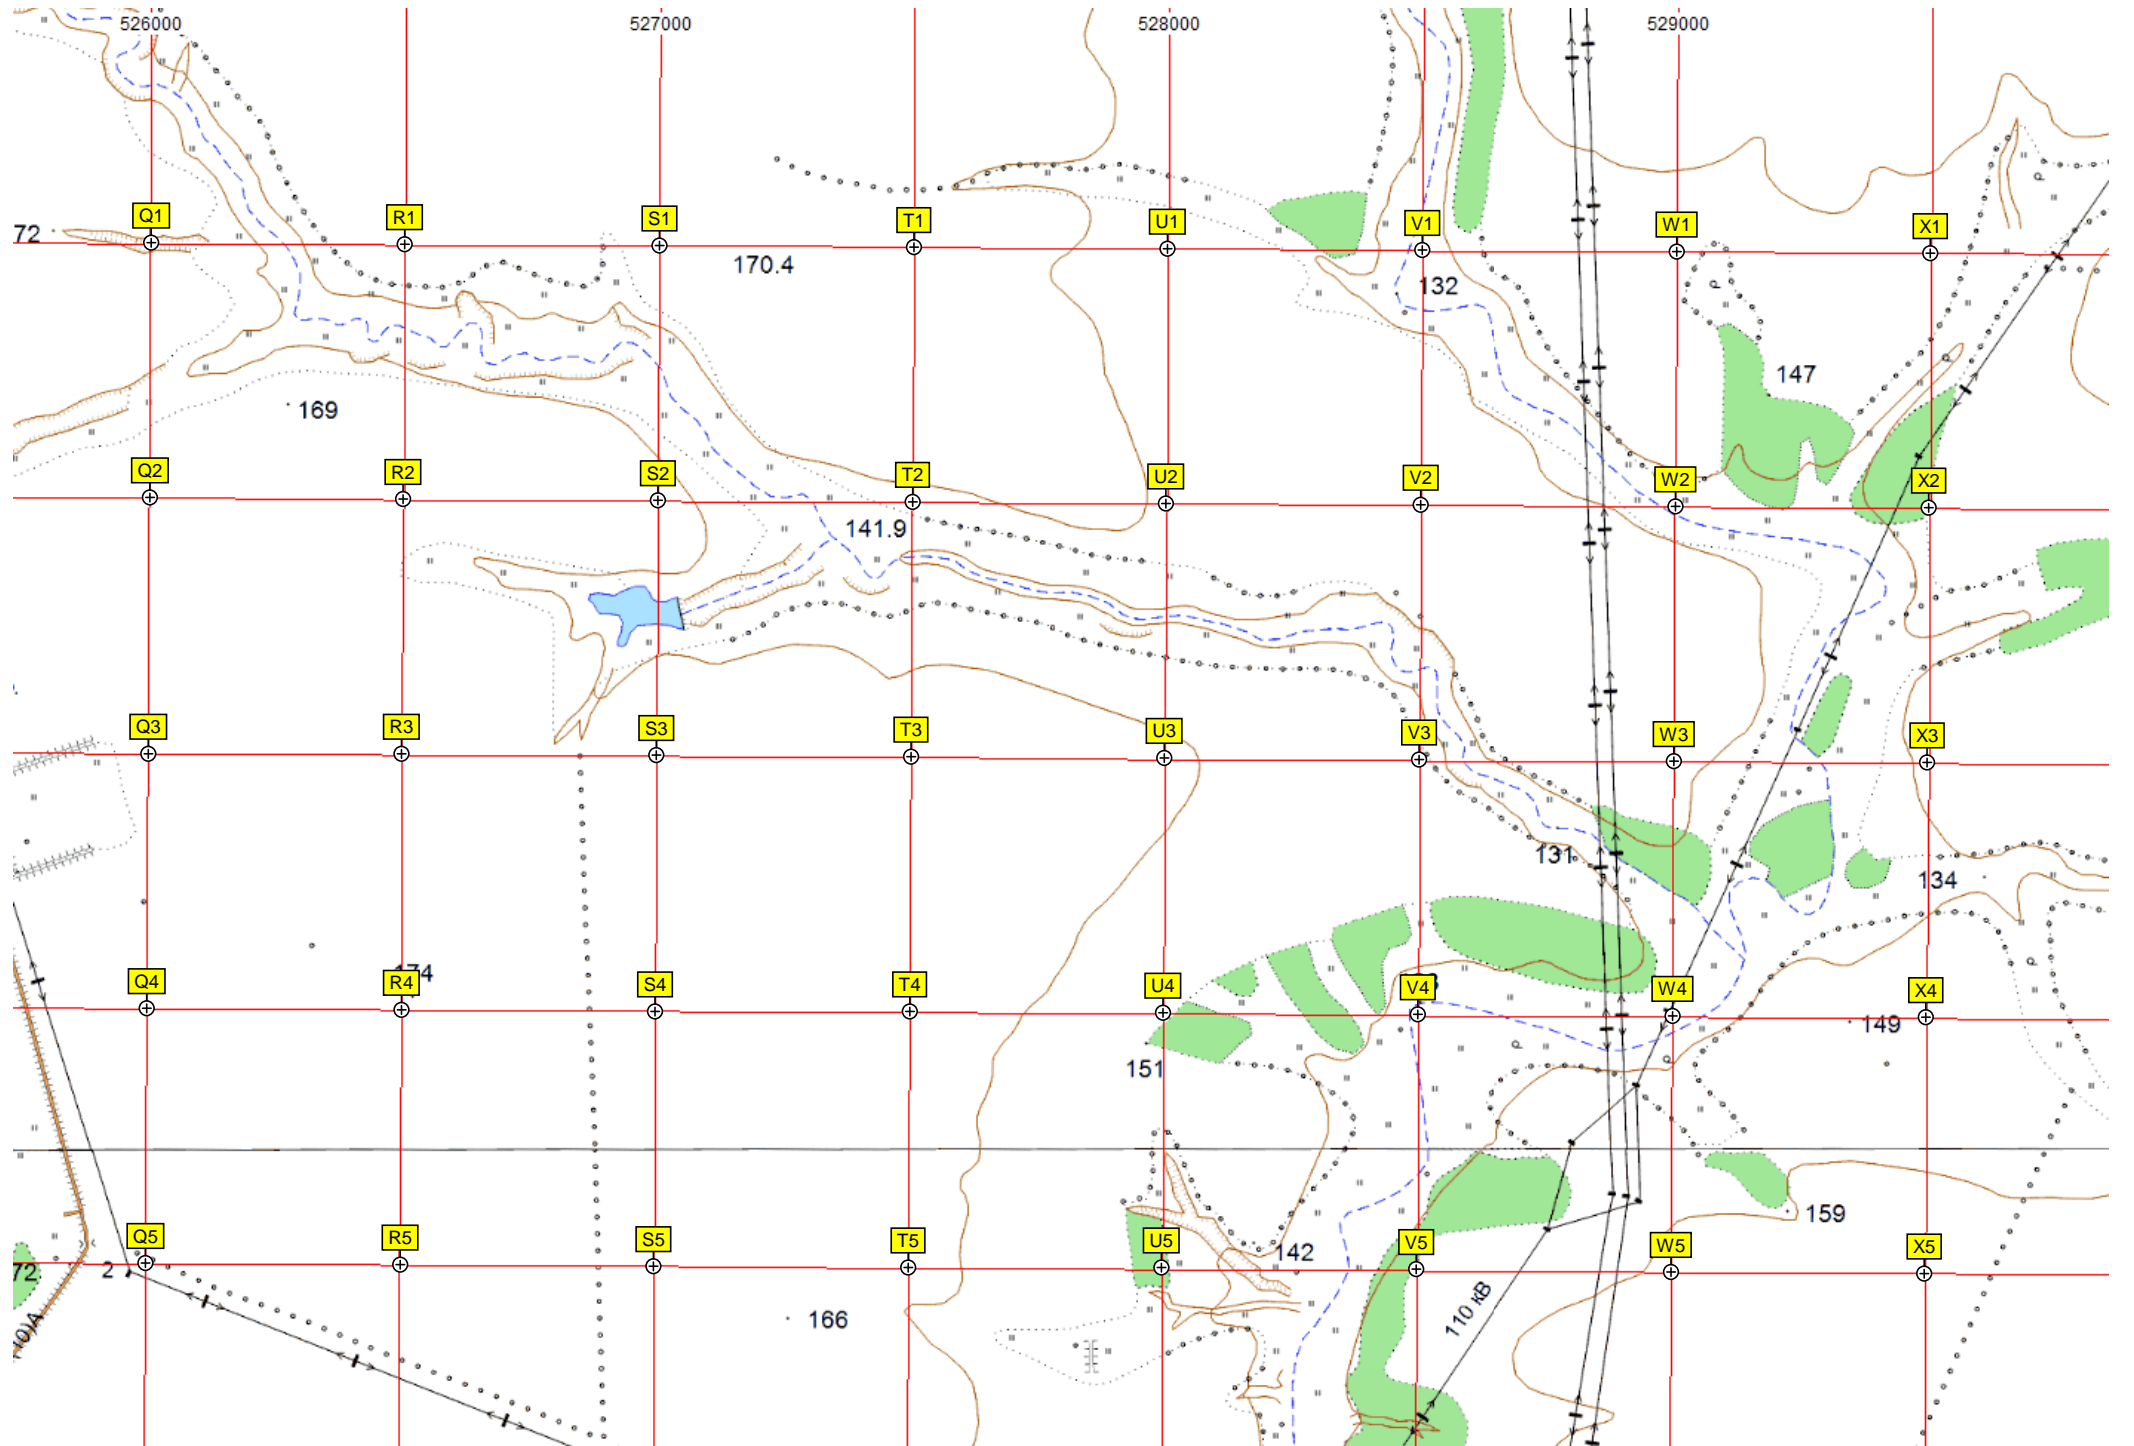 526000 527000 528000 529000
Q1 R1 S1 T1 U1 V1 W1 X1
72
170.4
132
147
169
Q2 R2 S2 T2 U2 V2 W2 X2
141.9
Q3 R3 S3 T3 U3 V3 W3 X3
131
134
Q4 R4 S4 T4 U4 V4 W4 X4
149
151
159
Q5 R5 S5 T5 U5 V5 W5 X5
142
72
2
110 кВ
166